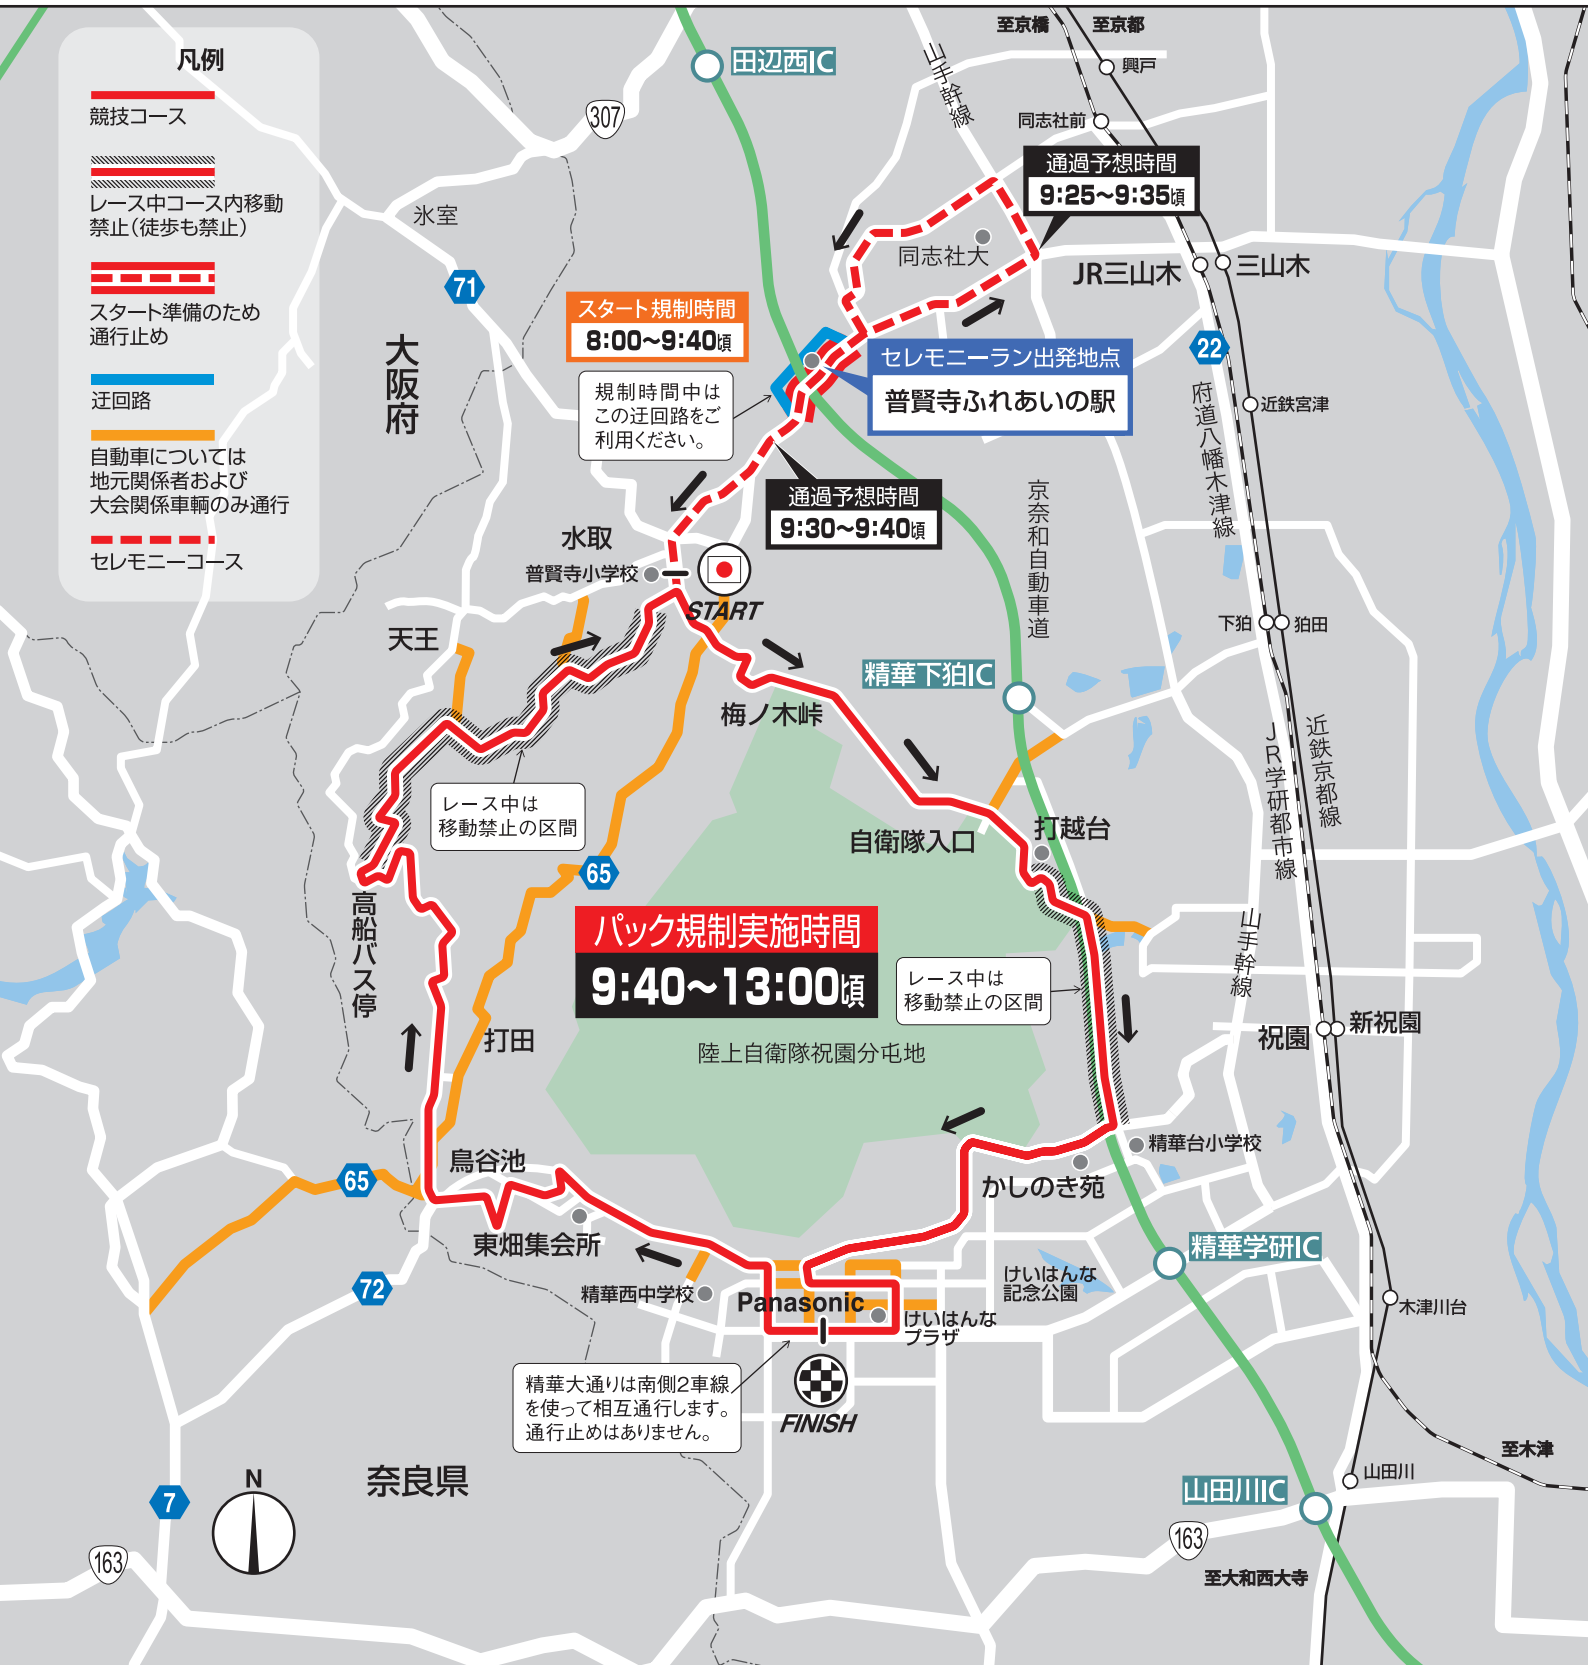 凡例
競技コース
レース中コース内移動
禁止（徒歩も禁止）
スタート準備のため
通行止め
迂回路
自動車については
地元関係者および
大会関係車輌のみ通行
セレモニーコース
至京橋
至京都
田辺西IC
山手幹線
興戸
同志社前
307
通過予想時間
9:25〜9:35頃
氷室
同志社大
JR三山木
三山木
71
スタート規制時間
8:00〜9:40頃
大阪府
22
セレモニーラン出発地点
普賢寺ふれあいの駅
規制時間中は
この迂回路をご
利用ください。
府道八幡木津線
近鉄宮津
通過予想時間
9:30〜9:40頃
京奈和自動車道
水取
普賢寺小学校
START
天王
下狛
狛田
精華下狛IC
梅ノ木峠
JR学研都市線
近鉄京都線
レース中は
移動禁止の区間
自衛隊入口
打越台
65
高船バス停
パック規制実施時間
9:40〜13:00頃
山手幹線
レース中は
移動禁止の区間
打田
陸上自衛隊祝園分屯地
祝園
新祝園
精華台小学校
鳥谷池
かしのき苑
65
東畑集会所
精華学研IC
72
精華西中学校
Panasonic
けいはんな
記念公園
けいはんな
プラザ
木津川台
精華大通りは南側2車線
を使って相互通行します。
通行止めはありません。
FINISH
至木津
奈良県
N
山田川
7
山田川IC
163
163
至大和西大寺